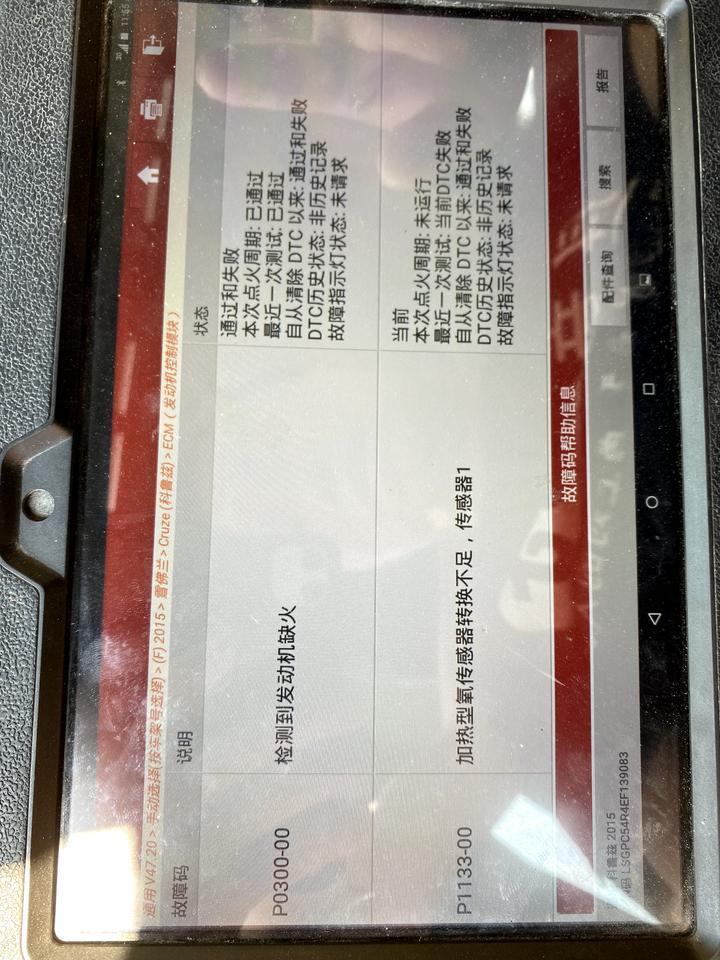 11:55
通用 V47.20 > 手动选择(按车架号选择) > (F) 2015 > 雪佛兰 > Cruze (科鲁兹) > ECM（发动机控制模块）
故障码 说明 状态
P0300-00 检测到发动机缺火
通过和失败
本次点火周期: 已通过
最近一次测试: 已通过
自从清除 DTC 以来: 通过和失败
DTC历史状态: 非历史记录
故障指示灯状态: 未请求
P1133-00 加热型氧传感器转换不足，传感器1
当前
本次点火周期: 未运行
最近一次测试: 当前DTC失败
自从清除 DTC 以来: 通过和失败
DTC历史状态: 非历史记录
故障指示灯状态: 未请求
故障码帮助信息
科鲁兹 2015
码 LSGPC54R4EF139083
配件查询 搜索 报告